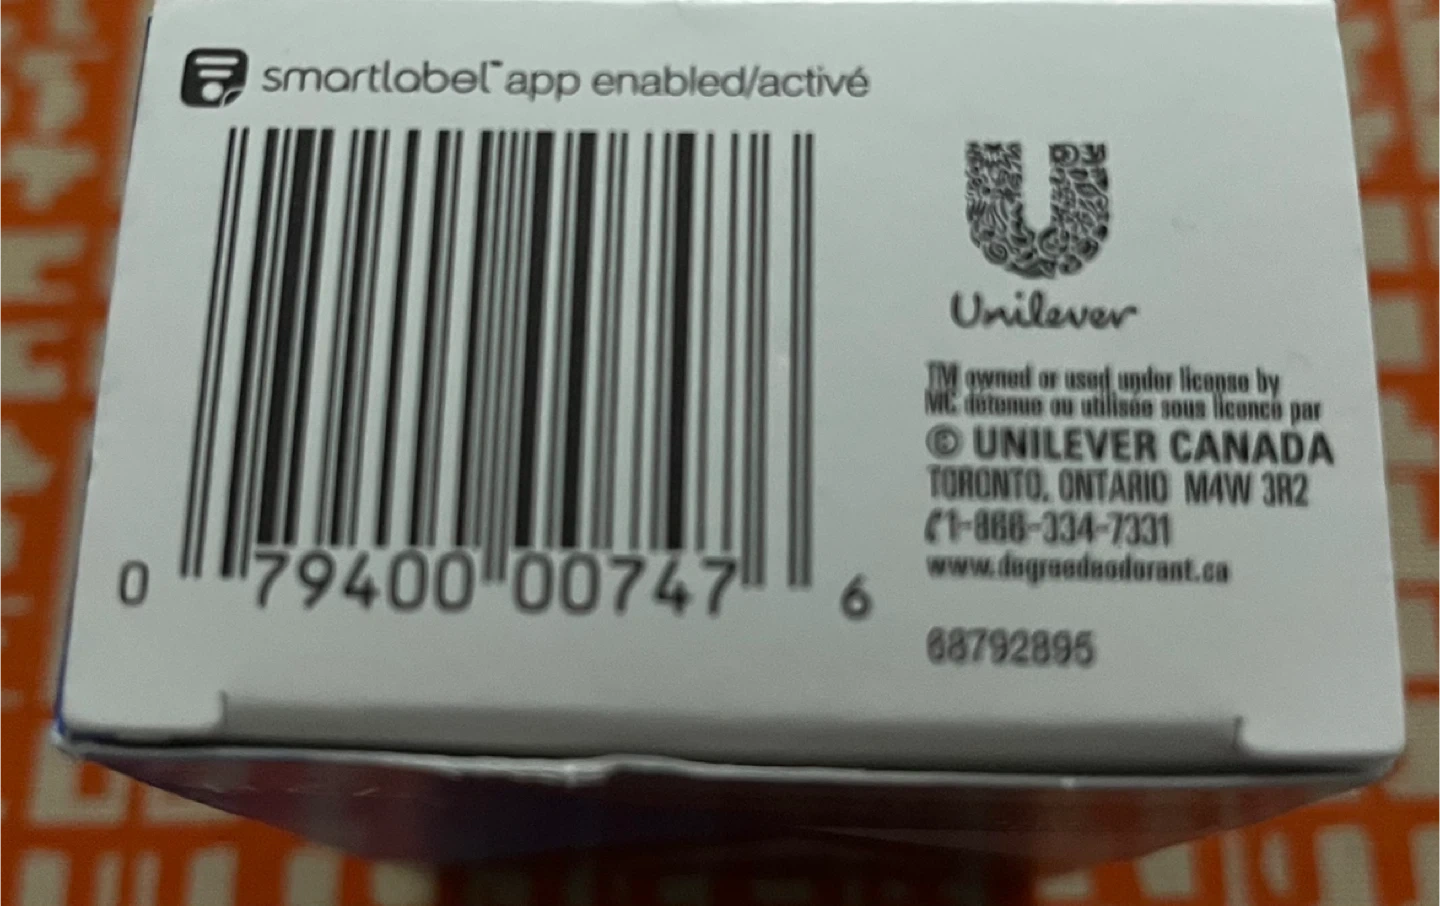 smartlabel™ app enabled/activé
0 79400 00747 6
Unilever
TM owned or used under license by
MC détenue ou utilisée sous licence par
© UNILEVER CANADA
TORONTO, ONTARIO M4W 3R2
✆1-866-334-7331
www.degreedeodorant.ca
68792895